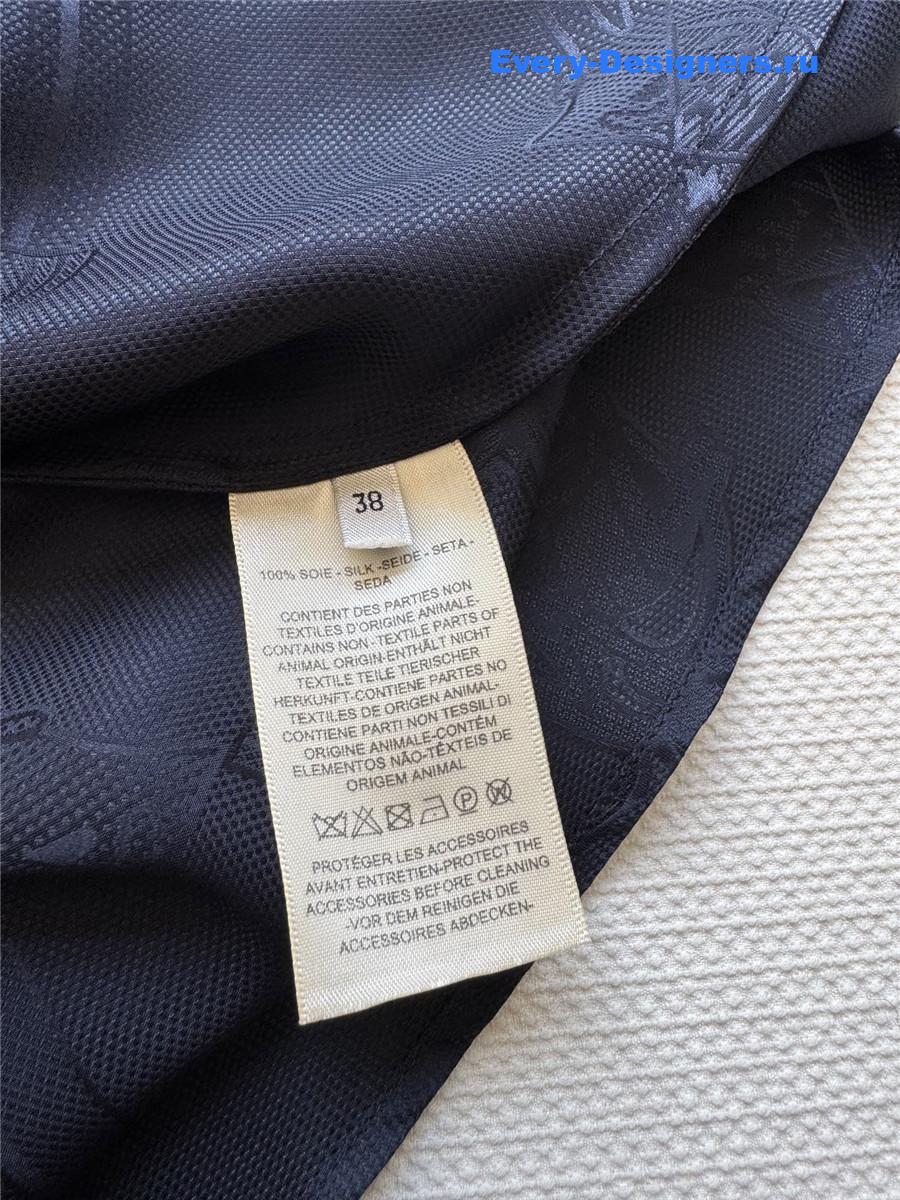 Every-Designers.ru
38
100% SOIE - SILK -SEIDE - SETA -
SEDA
CONTIENT DES PARTIES NON
TEXTILES D'ORIGINE ANIMALE-
CONTAINS NON-TEXTILE PARTS OF
ANIMAL ORIGIN-ENTHÄLT NICHT
TEXTILE TEILE TIERISCHER
HERKUNFT-CONTIENE PARTES NO
TEXTILES DE ORIGEN ANIMAL-
CONTIENE PARTI NON TESSILI DI
ORIGINE ANIMALE-CONTÉM
ELEMENTOS NÃO-TÊXTEIS DE
ORIGEM ANIMAL
P W
PROTÉGER LES ACCESSOIRES
AVANT ENTRETIEN-PROTECT THE
ACCESSORIES BEFORE CLEANING
-VOR DEM REINIGEN DIE
ACCESSOIRES ABDECKEN-